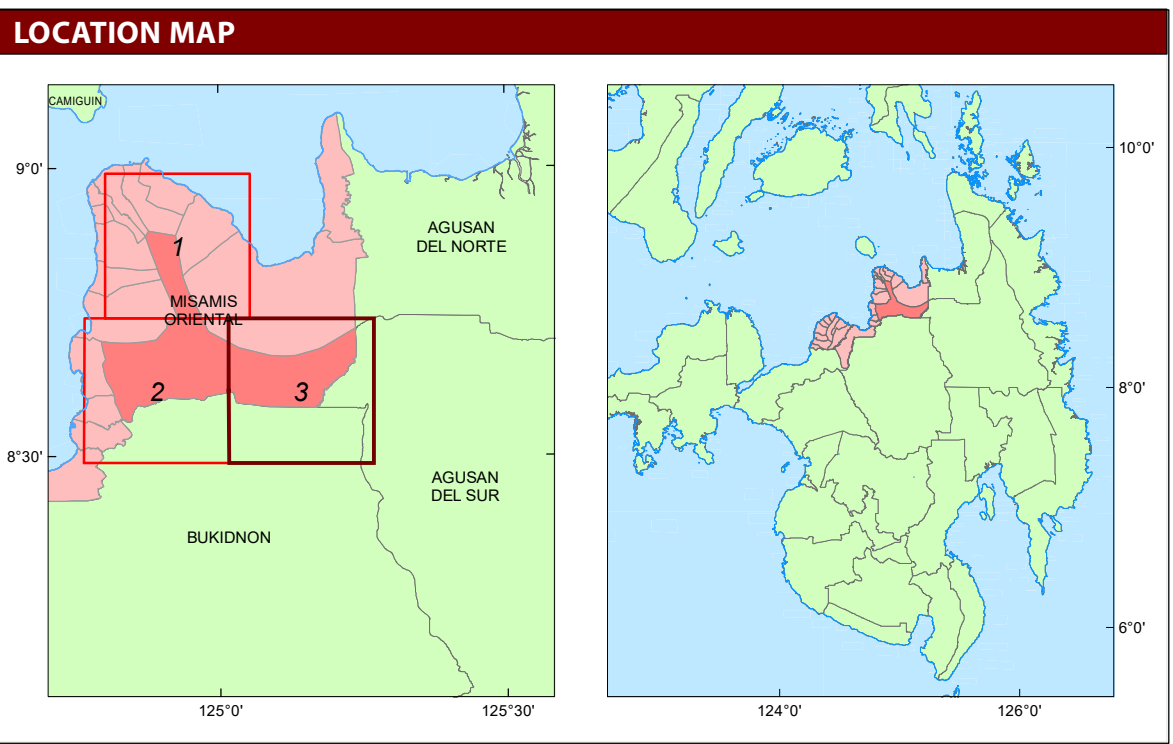 LOCATION MAP
CAMIGUIN
9°0'
AGUSAN
DEL NORTE
1
MISAMIS
ORIENTAL
2
3
8°30'
AGUSAN
DEL SUR
BUKIDNON
125°0'
125°30'
10°0'
8°0'
6°0'
124°0'
126°0'